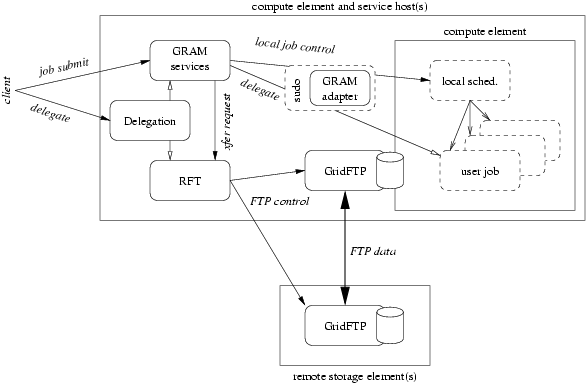 compute element and service host(s)
compute element
client
job submit
delegate
GRAM
services
local job control
delegate
sudo
GRAM
adapter
local sched.
Delegation
xfer request
RFT
GridFTP
user job
FTP control
FTP data
GridFTP
remote storage element(s)